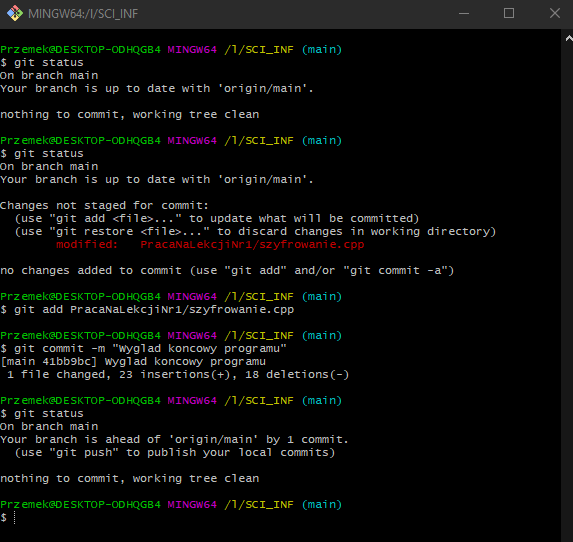 MINGW64:/l/SCI_INF
Przemek@DESKTOP-ODHQGB4 MINGW64 /l/SCI_INF (main)
$ git status
On branch main
Your branch is up to date with 'origin/main'.
nothing to commit, working tree clean
Przemek@DESKTOP-ODHQGB4 MINGW64 /l/SCI_INF (main)
$ git status
On branch main
Your branch is up to date with 'origin/main'.
Changes not staged for commit:
  (use "git add <file>..." to update what will be committed)
  (use "git restore <file>..." to discard changes in working directory)
        modified:   PracaNaLekcjiNr1/szyfrowanie.cpp
no changes added to commit (use "git add" and/or "git commit -a")
Przemek@DESKTOP-ODHQGB4 MINGW64 /l/SCI_INF (main)
$ git add PracaNaLekcjiNr1/szyfrowanie.cpp
Przemek@DESKTOP-ODHQGB4 MINGW64 /l/SCI_INF (main)
$ git commit -m "Wyglad koncowy programu"
[main 41bb9bc] Wyglad koncowy programu
 1 file changed, 23 insertions(+), 18 deletions(-)
Przemek@DESKTOP-ODHQGB4 MINGW64 /l/SCI_INF (main)
$ git status
On branch main
Your branch is ahead of 'origin/main' by 1 commit.
  (use "git push" to publish your local commits)
nothing to commit, working tree clean
Przemek@DESKTOP-ODHQGB4 MINGW64 /l/SCI_INF (main)
$